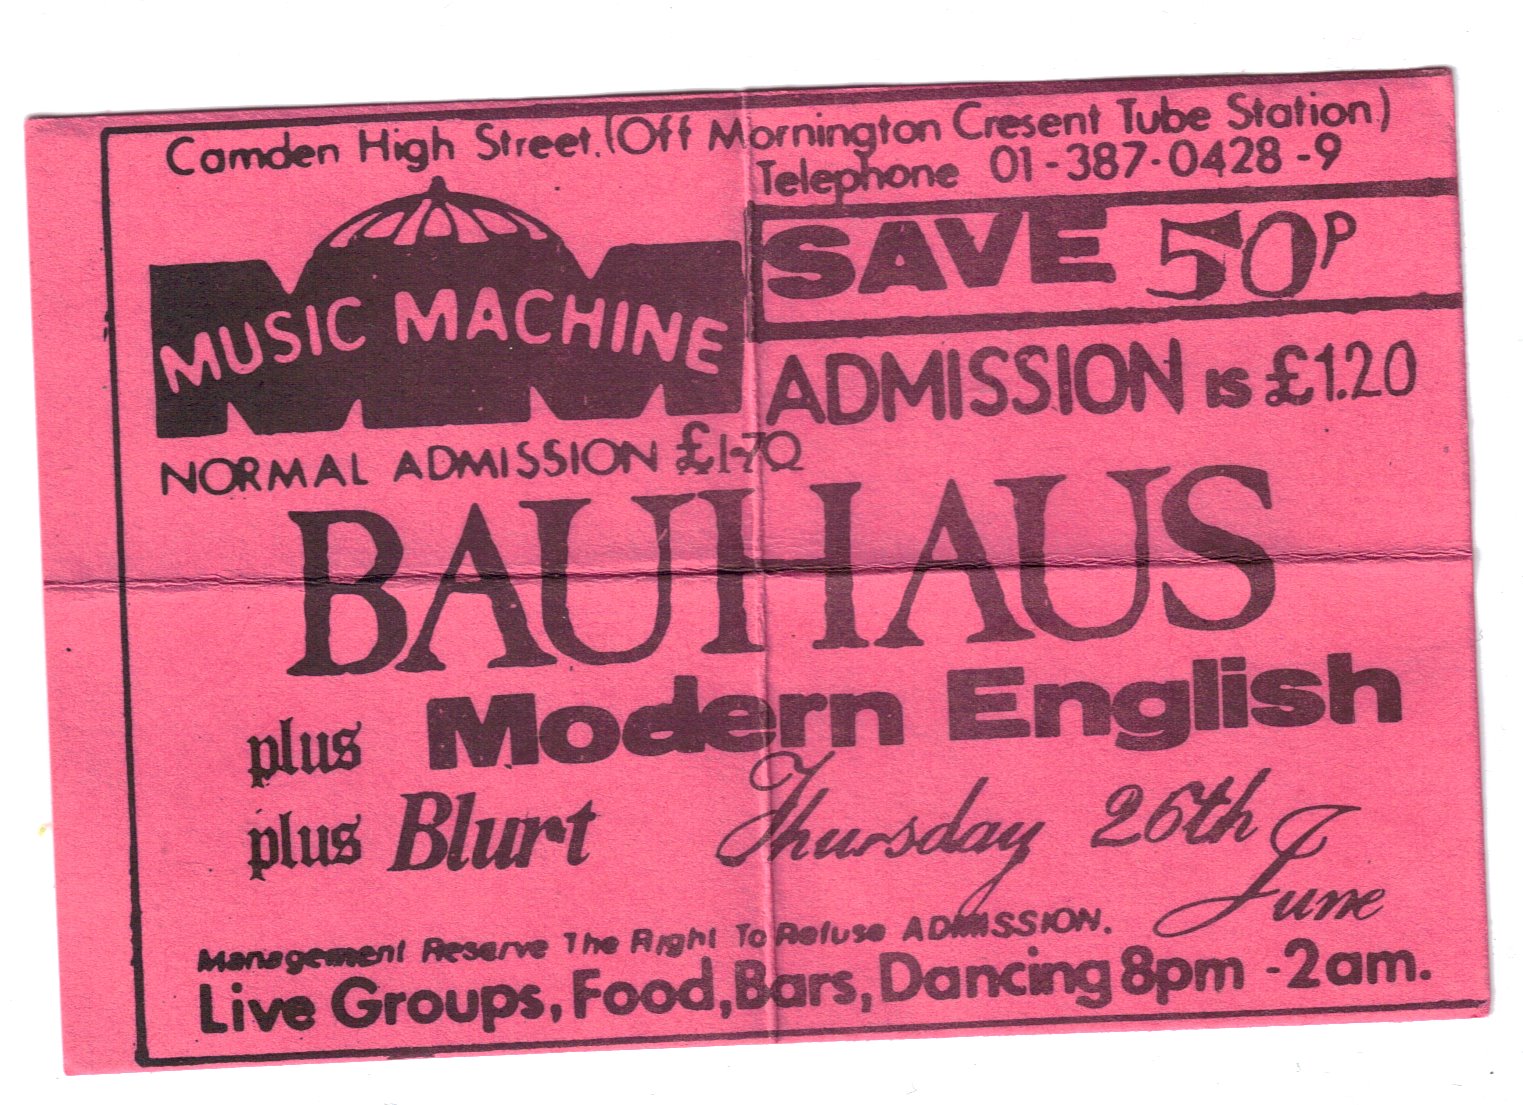 Camden High Street.(Off Mornington Cresent Tube Station)
Telephone 01-387-0428-9
MUSIC MACHINE
SAVE 50p
ADMISSION is £1.20
NORMAL ADMISSION £1-70
BAUHAUS
plus Modern English
plus Blurt
Thursday 26th June
Management Reserve The Right To Refuse ADMISSION.
Live Groups, Food, Bars, Dancing 8pm -2am.